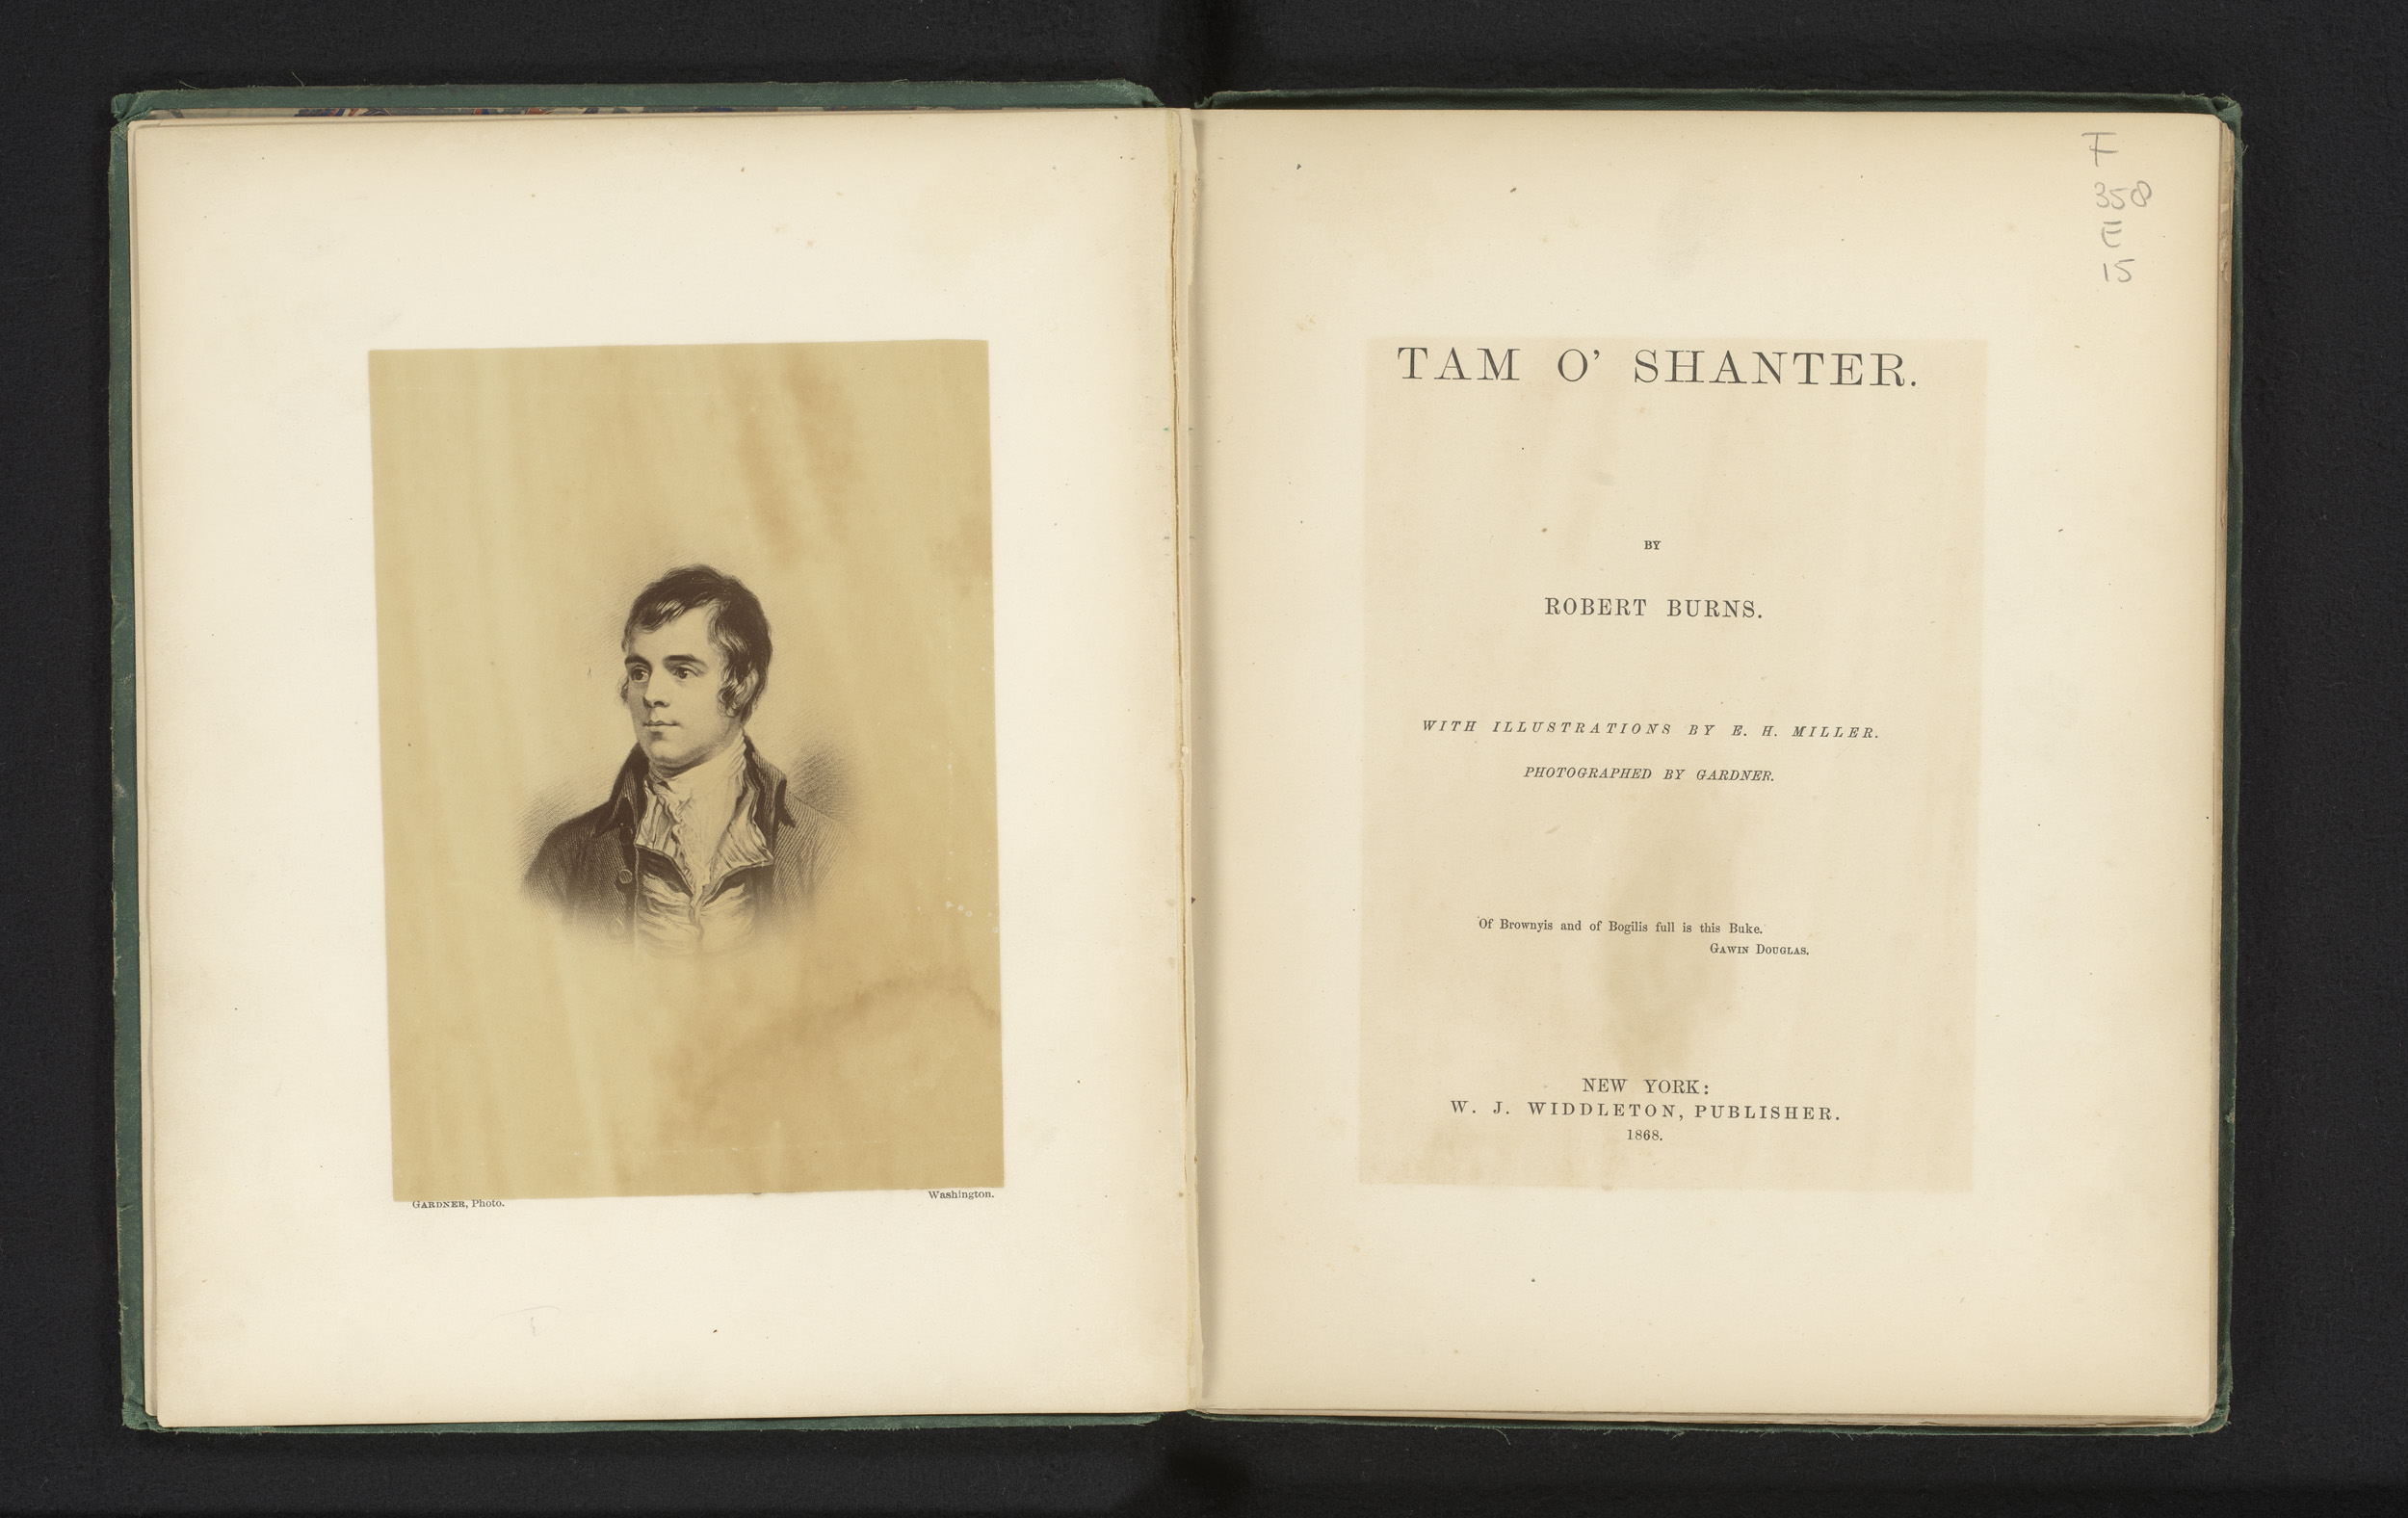 GARDNER, Photo.
Washington.
F
358
E
15
TAM O' SHANTER.
BY
ROBERT BURNS.
WITH ILLUSTRATIONS BY E. H. MILLER.
PHOTOGRAPHED BY GARDNER.
Of Brownyis and of Bogilis full is this Buke.
GAWIN DOUGLAS.
NEW YORK:
W. J. WIDDLETON, PUBLISHER.
1868.